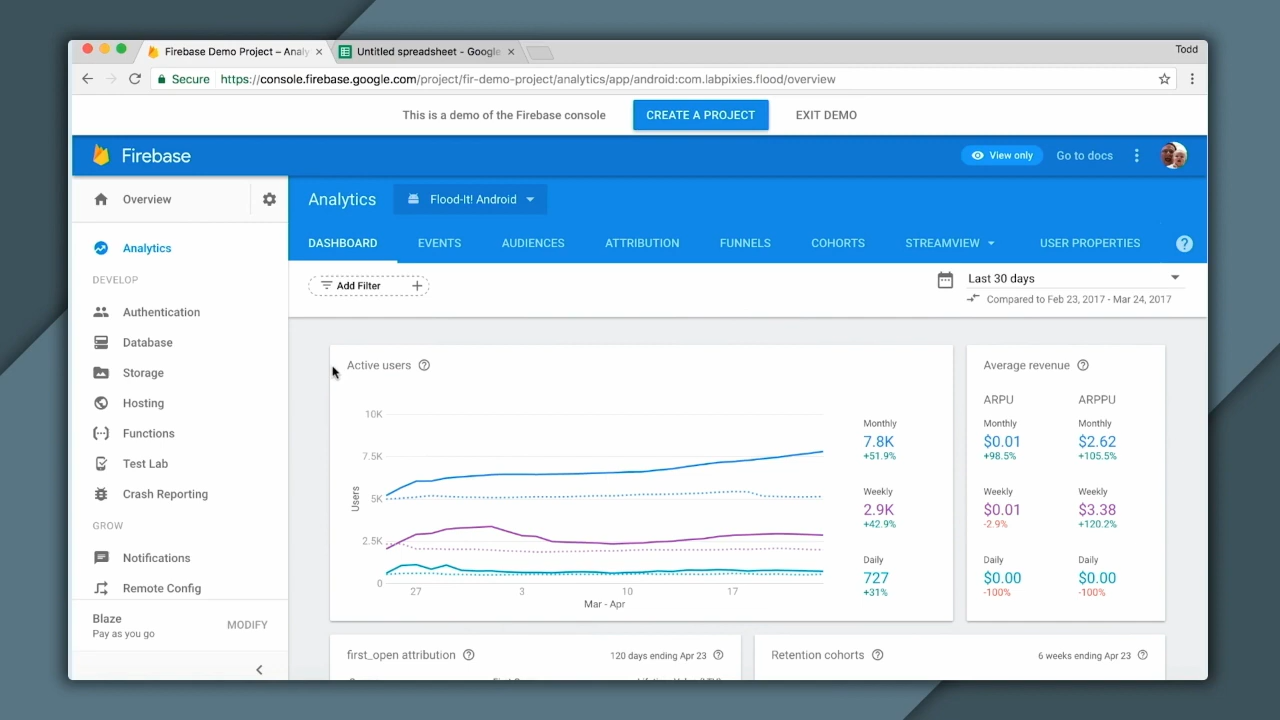 Firebase Demo Project – Analy
Untitled spreadsheet - Google
Todd
Secure https://console.firebase.google.com/project/fir-demo-project/analytics/app/android:com.labpixies.flood/overview
This is a demo of the Firebase console CREATE A PROJECT EXIT DEMO
Firebase View only Go to docs
Overview
Analytics
DEVELOP
Authentication
Database
Storage
Hosting
Functions
Test Lab
Crash Reporting
GROW
Notifications
Remote Config
Blaze
Pay as you go
MODIFY
Analytics Flood-It! Android
DASHBOARD EVENTS AUDIENCES ATTRIBUTION FUNNELS COHORTS STREAMVIEW USER PROPERTIES
Add Filter
Last 30 days
Compared to Feb 23, 2017 - Mar 24, 2017
Active users
10K
7.5K
5K
2.5K
0
Users
27 3 10 17
Mar - Apr
Monthly
7.8K
+51.9%
Weekly
2.9K
+42.9%
Daily
727
+31%
Average revenue
ARPU ARPPU
Monthly Monthly
$0.01 $2.62
+98.5% +105.5%
Weekly Weekly
$0.01 $3.38
-2.9% +120.2%
Daily Daily
$0.00 $0.00
-100% -100%
first_open attribution 120 days ending Apr 23
Retention cohorts 6 weeks ending Apr 23